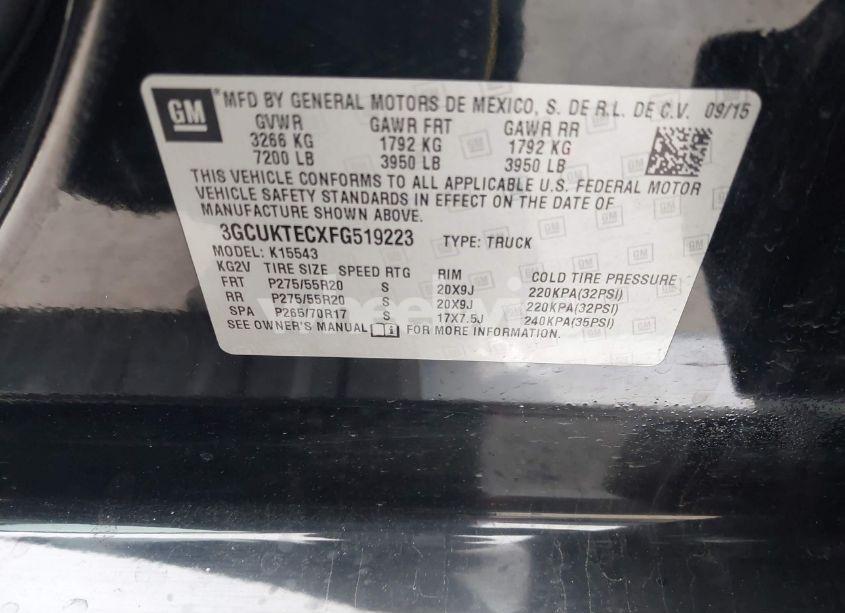 GM MFD BY GENERAL MOTORS DE MEXICO, S. DE R.L. DE C.V. 09/15
GVWR GAWR FRT GAWR RR
3266 KG 1792 KG 1792 KG
7200 LB 3950 LB 3950 LB
THIS VEHICLE CONFORMS TO ALL APPLICABLE U.S. FEDERAL MOTOR
VEHICLE SAFETY STANDARDS IN EFFECT ON THE DATE OF
MANUFACTURE SHOWN ABOVE.
3GCUKTECXFG519223 TYPE: TRUCK
MODEL: K15543
KG2V TIRE SIZE SPEED RTG RIM COLD TIRE PRESSURE
FRT P275/55R20 S 20X9J 220KPA(32PSI)
RR P275/55R20 S 20X9J 220KPA(32PSI)
SPA P265/70R17 S 17X7.5J 240KPA(35PSI)
SEE OWNER'S MANUAL FOR MORE INFORMATION.